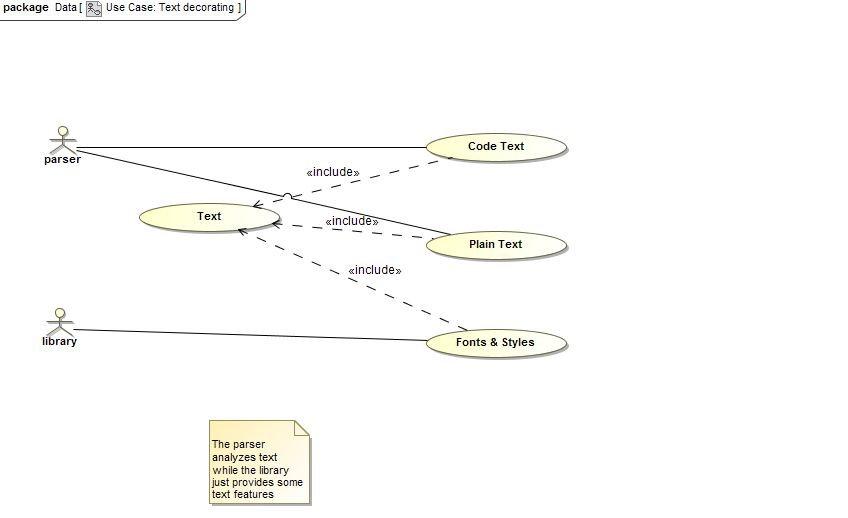 package Data [ Use Case: Text decorating ]
parser
Code Text
«include»
Text
«include»
Plain Text
«include»
library
Fonts & Styles
The parser
analyzes text
while the library
just provides some
text features